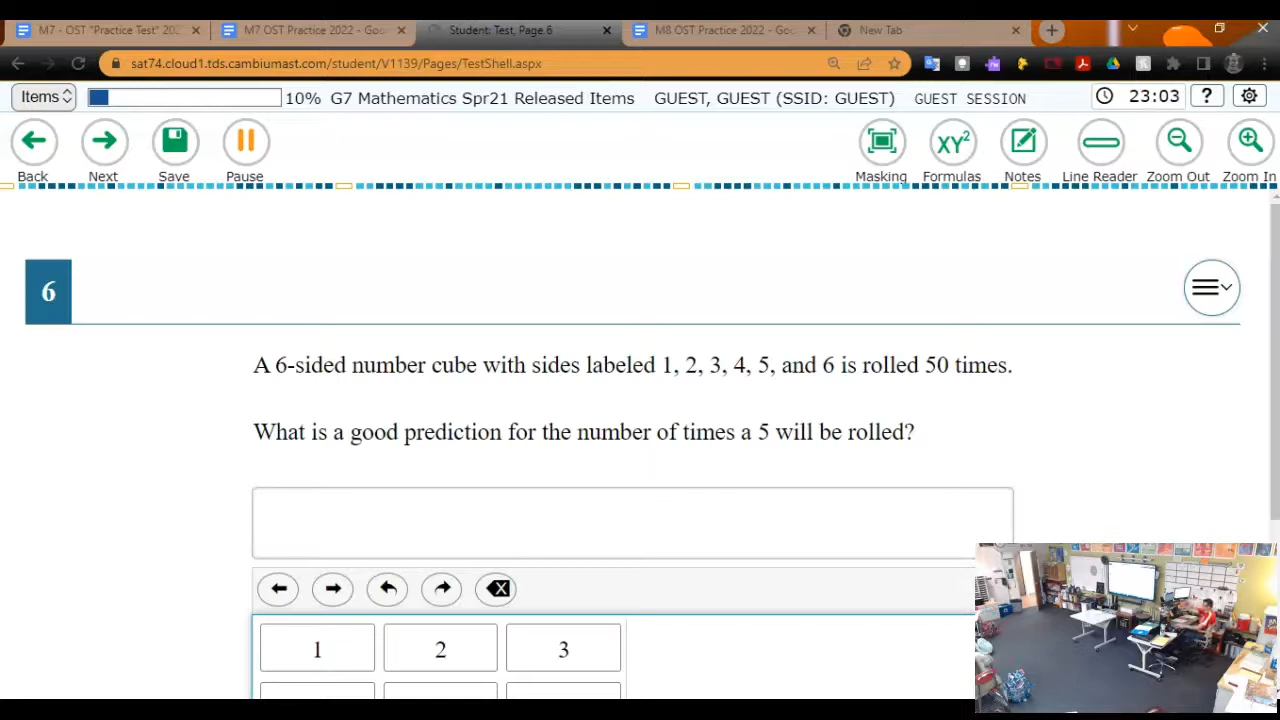 M7 - OST "Practice Test" 202
M7 OST Practice 2022 - Goo
Student: Test, Page 6
M8 OST Practice 2022 - Goo
New Tab
sat74.cloud1.tds.cambiumast.com/student/V1139/Pages/TestShell.aspx
Items 10% G7 Mathematics Spr21 Released Items GUEST, GUEST (SSID: GUEST) GUEST SESSION 23:03 ?
XY²
Back Next Save Pause Masking Formulas Notes Line Reader Zoom Out Zoom In
6
A 6-sided number cube with sides labeled 1, 2, 3, 4, 5, and 6 is rolled 50 times.
What is a good prediction for the number of times a 5 will be rolled?
1 2 3